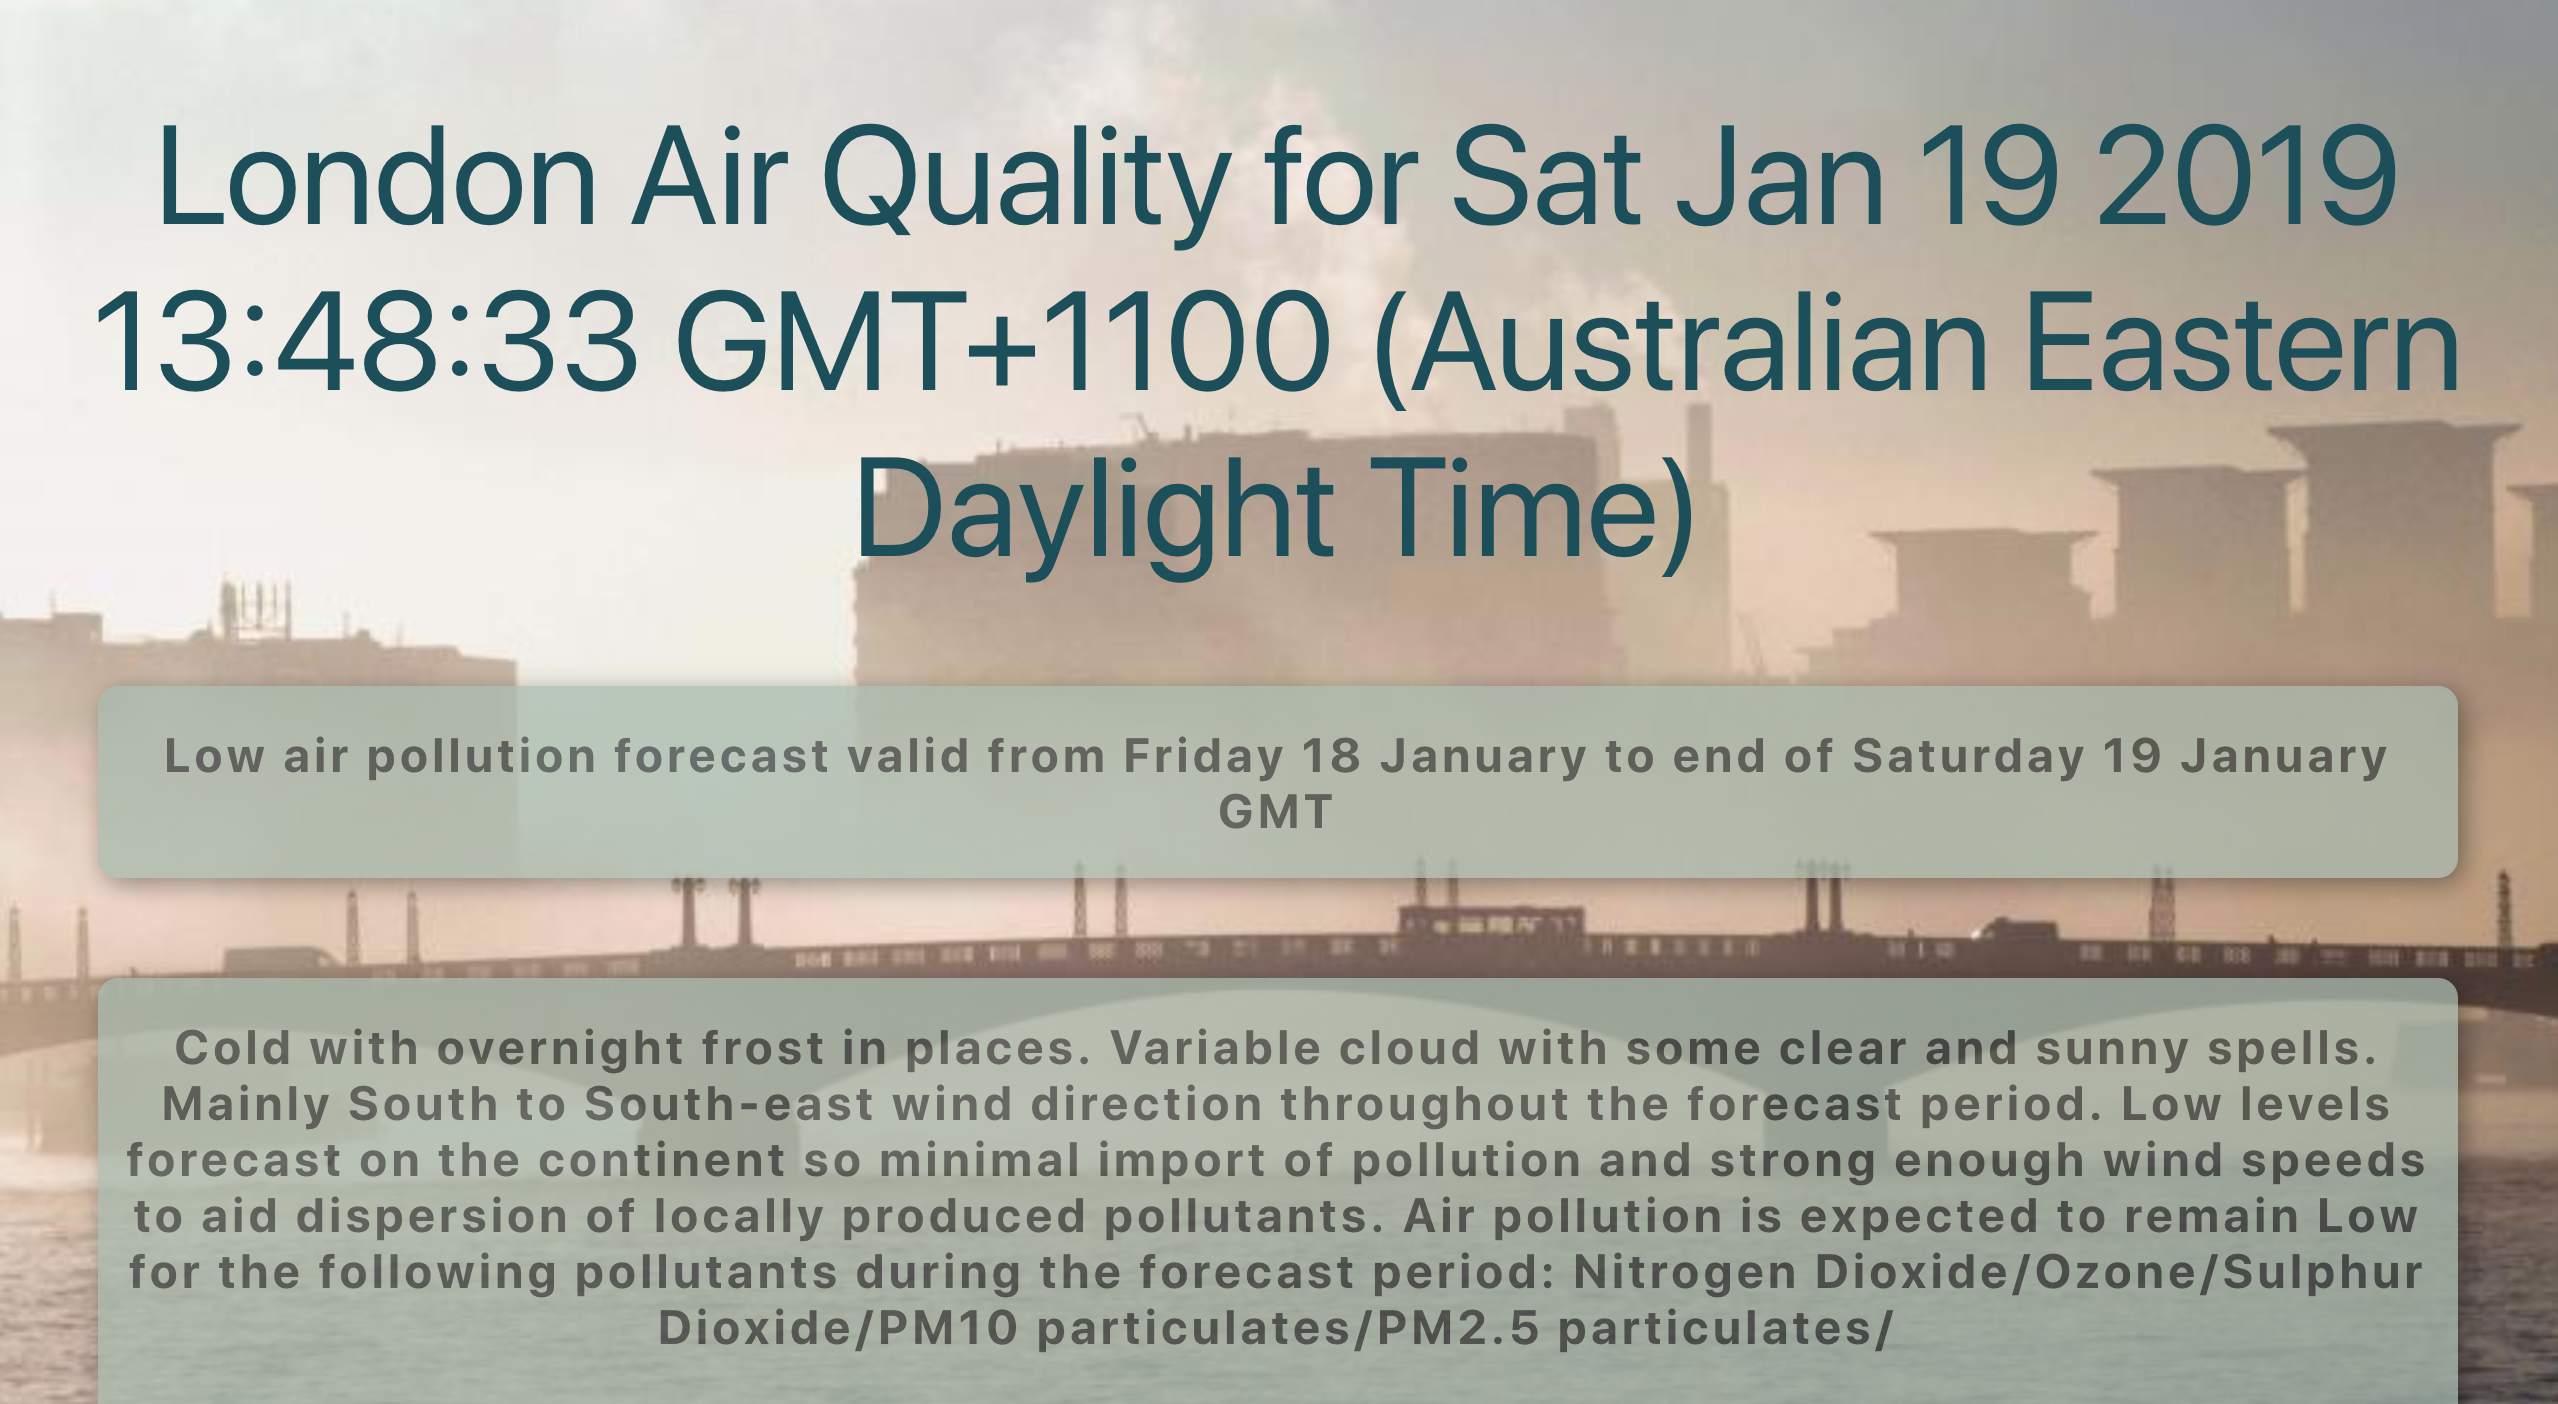 London Air Quality for Sat Jan 19 2019
13:48:33 GMT+1100 (Australian Eastern
Daylight Time)
Low air pollution forecast valid from Friday 18 January to end of Saturday 19 January
GMT
Cold with overnight frost in places. Variable cloud with some clear and sunny spells.
Mainly South to South-east wind direction throughout the forecast period. Low levels
forecast on the continent so minimal import of pollution and strong enough wind speeds
to aid dispersion of locally produced pollutants. Air pollution is expected to remain Low
for the following pollutants during the forecast period: Nitrogen Dioxide/Ozone/Sulphur
Dioxide/PM10 particulates/PM2.5 particulates/